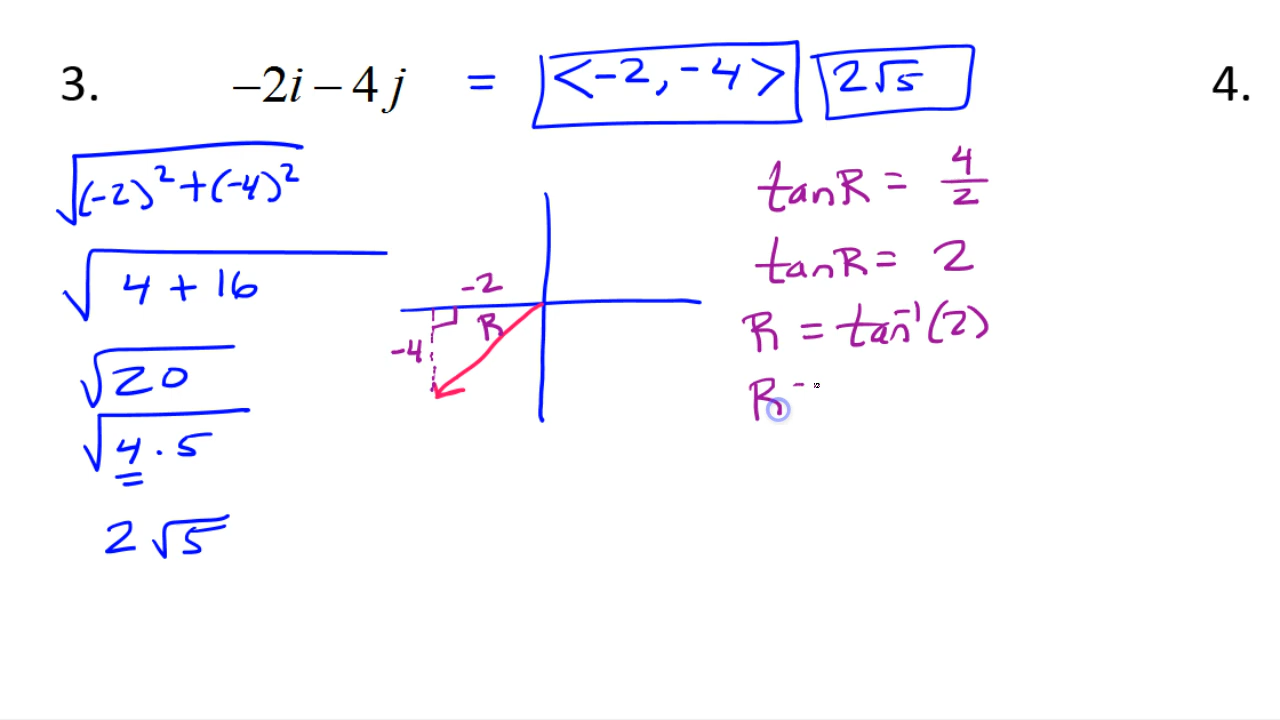 3. −2i − 4j = <-2, -4> 2√5
4.
√(-2)² + (-4)²
√4 + 16
√20
√4 · 5
2√5
-2
R
-4
tanR = 4/2
tanR = 2
R = tan⁻¹(2)
R -